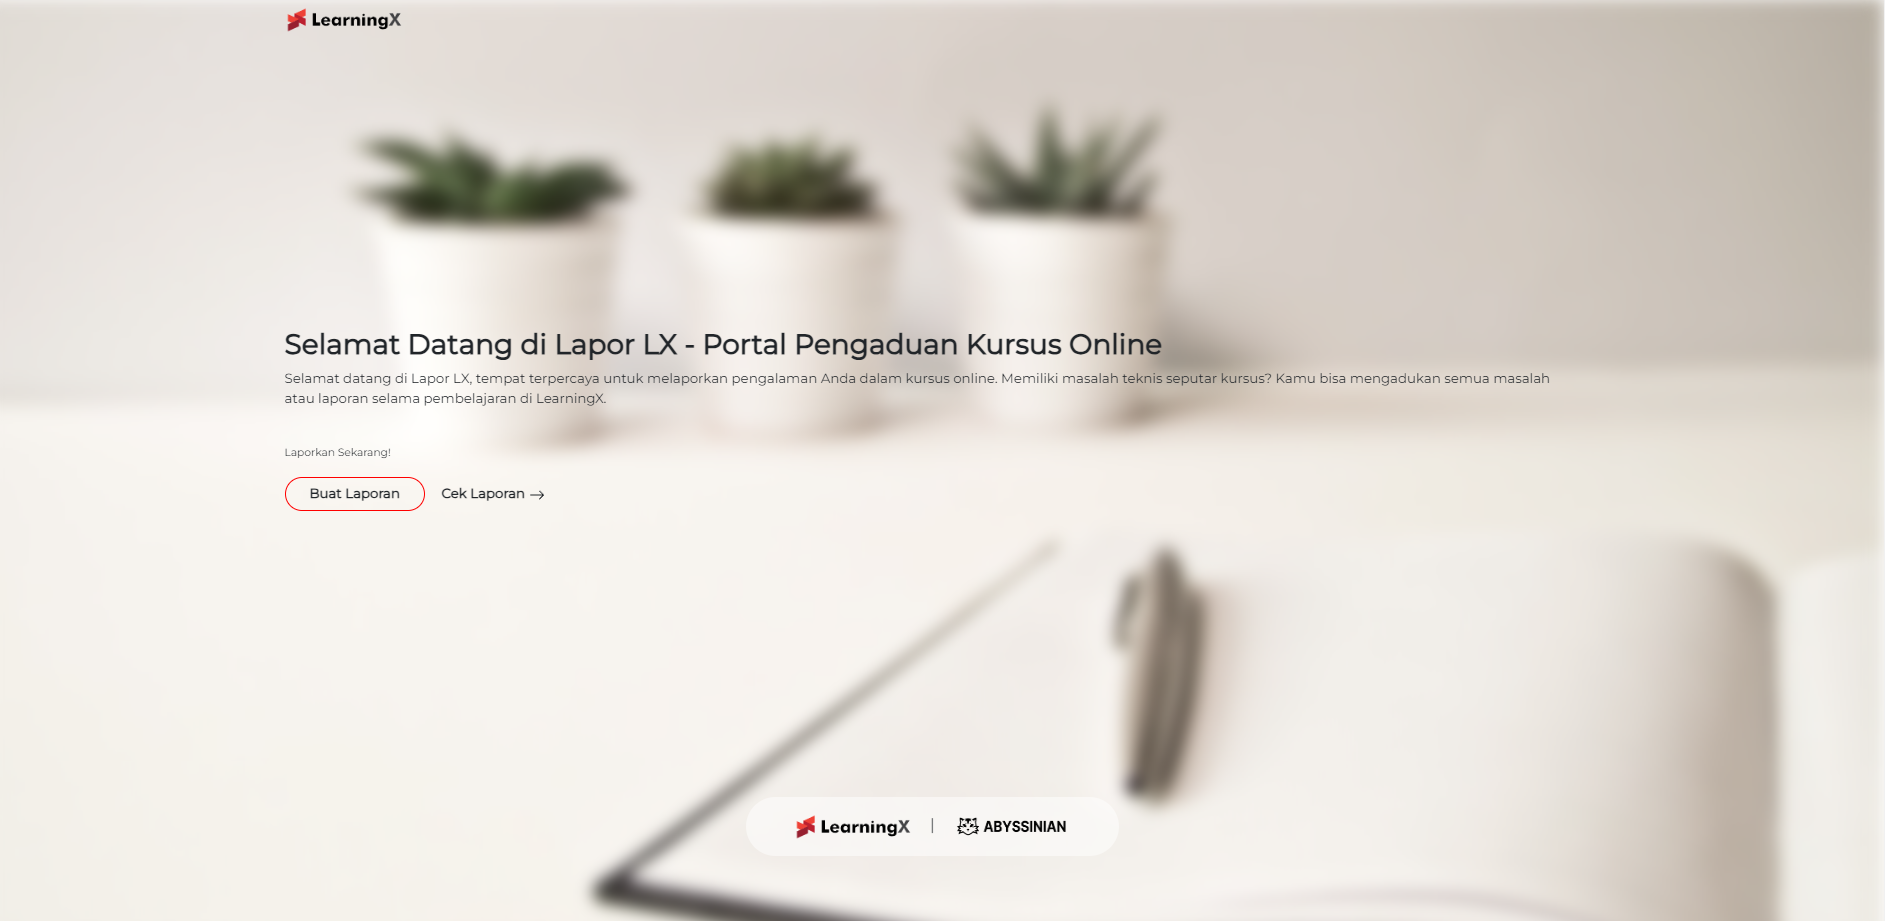 LearningX
Selamat Datang di Lapor LX - Portal Pengaduan Kursus Online
Selamat datang di Lapor LX, tempat terpercaya untuk melaporkan pengalaman Anda dalam kursus online. Memiliki masalah teknis seputar kursus? Kamu bisa mengadukan semua masalah
atau laporan selama pembelajaran di LearningX.
Laporkan Sekarang!
Buat Laporan Cek Laporan →
LearningX | ABYSSINIAN